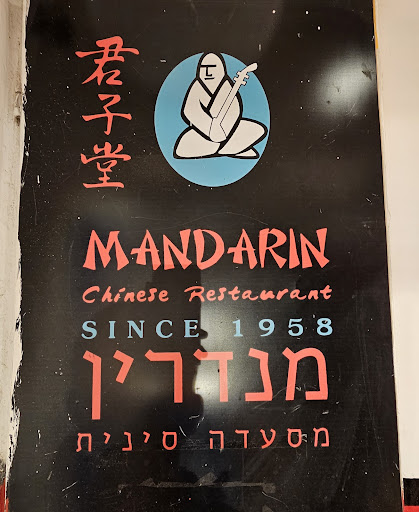 君子堂
MANDARIN
Chinese Restaurant
SINCE 1958
מנדרין
מסעדה סינית